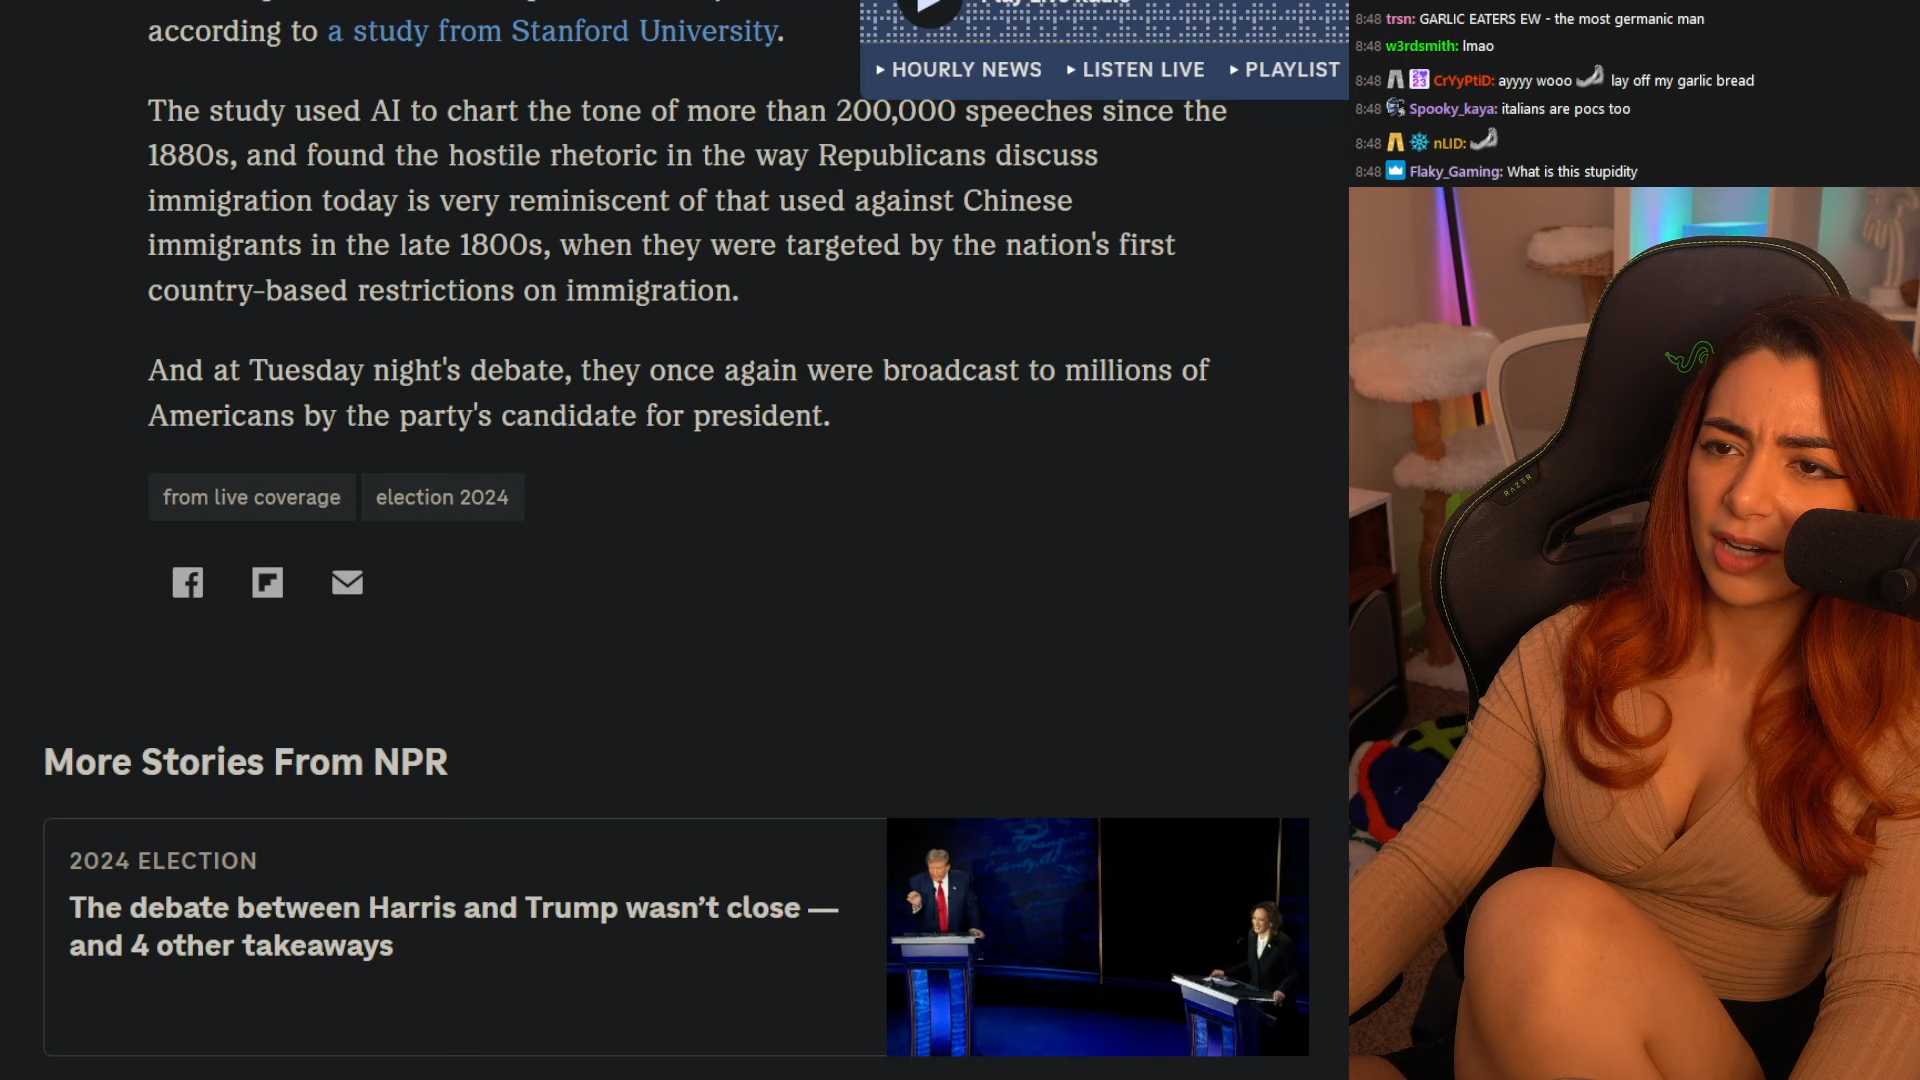 according to a study from Stanford University.
HOURLY NEWS
LISTEN LIVE
PLAYLIST
The study used AI to chart the tone of more than 200,000 speeches since the
1880s, and found the hostile rhetoric in the way Republicans discuss
immigration today is very reminiscent of that used against Chinese
immigrants in the late 1800s, when they were targeted by the nation's first
country-based restrictions on immigration.
And at Tuesday night's debate, they once again were broadcast to millions of
Americans by the party's candidate for president.
from live coverage
election 2024
More Stories From NPR
2024 ELECTION
The debate between Harris and Trump wasn’t close —
and 4 other takeaways
8:48 trsn: GARLIC EATERS EW - the most germanic man
8:48 w3rdsmith: lmao
8:48 CrYyPtiD: ayyyy wooo lay off my garlic bread
8:48 Spooky_kaya: italians are pocs too
8:48 nLID:
8:48 Flaky_Gaming: What is this stupidity
RAZER